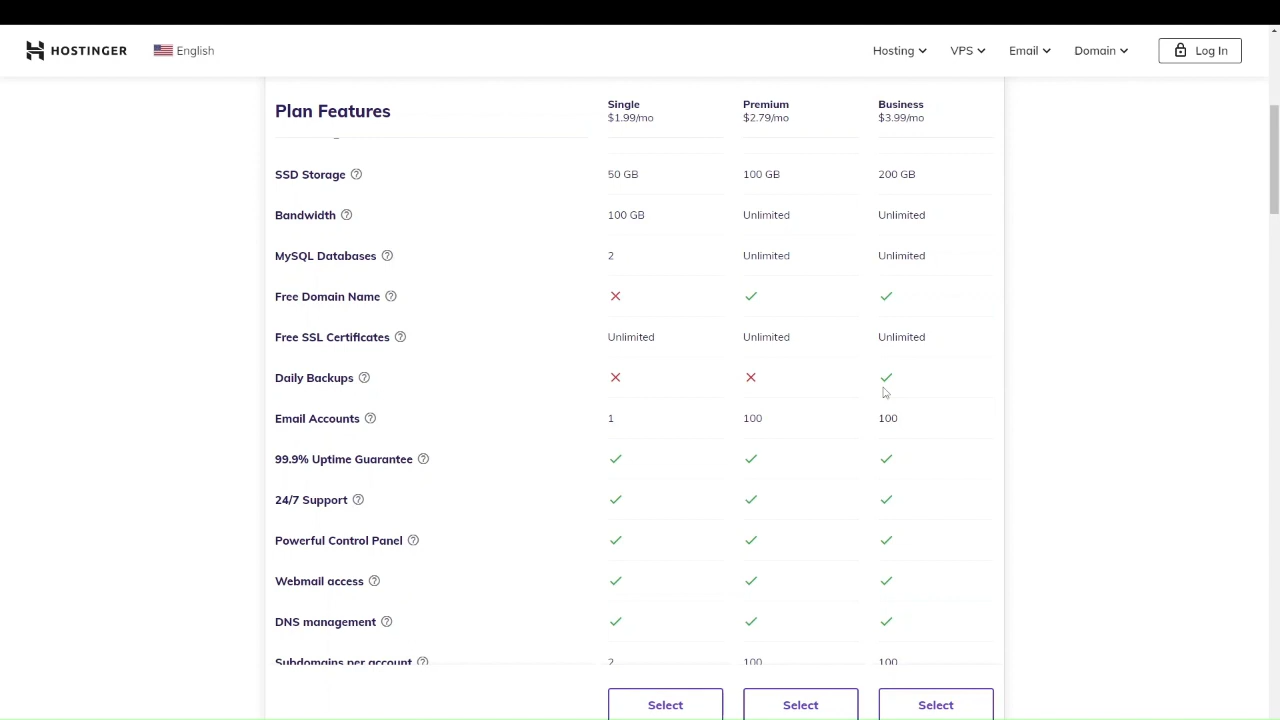 HOSTINGER English Hosting VPS Email Domain Log In
Plan Features Single Premium Business
$1.99/mo $2.79/mo $3.99/mo
SSD Storage 50 GB 100 GB 200 GB
Bandwidth 100 GB Unlimited Unlimited
MySQL Databases 2 Unlimited Unlimited
Free Domain Name
Free SSL Certificates Unlimited Unlimited Unlimited
Daily Backups
Email Accounts 1 100 100
99.9% Uptime Guarantee
24/7 Support
Powerful Control Panel
Webmail access
DNS management
Subdomains per account 2 100 100
Select Select Select